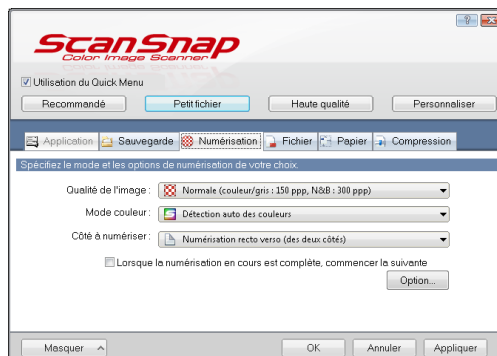 ScanSnap
Color Image Scanner
Utilisation du Quick Menu
Recommandé Petit fichier Haute qualité Personnaliser
Application Sauvegarde Numérisation Fichier Papier Compression
Spécifiez le mode et les options de numérisation de votre choix.
Qualité de l'image : Normale (couleur/gris : 150 ppp, N&B : 300 ppp)
Mode couleur : Détection auto des couleurs
Côté à numériser : Numérisation recto verso (des deux côtés)
Lorsque la numérisation en cours est complète, commencer la suivante
Option...
Masquer OK Annuler Appliquer